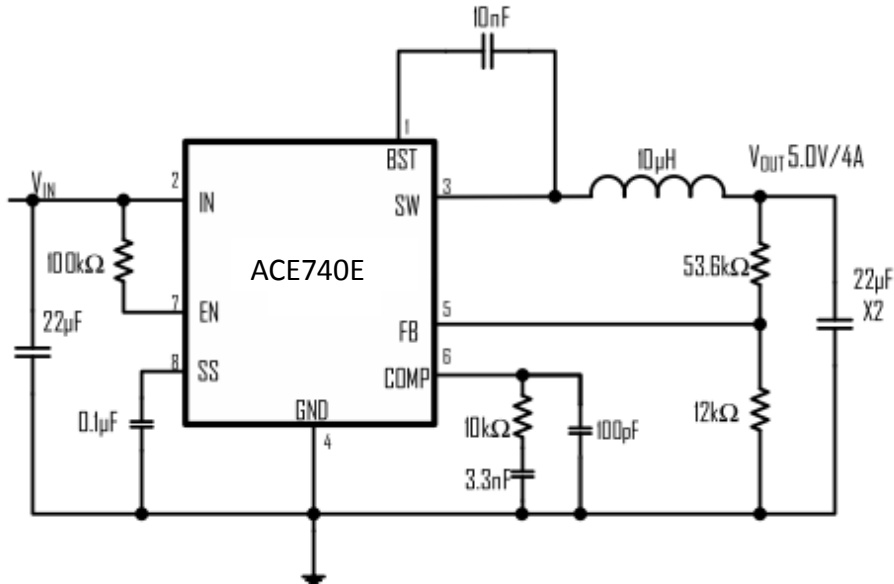 10nF
1
BST
10µH
V_OUT 5.0V/4A
V_IN
2
IN
SW
3
100kΩ
ACE740E
53.6kΩ
22µF
X2
7
EN
5
FB
22µF
8
SS
6
COMP
0.1µF
GND
4
10kΩ
100pF
12kΩ
3.3nF